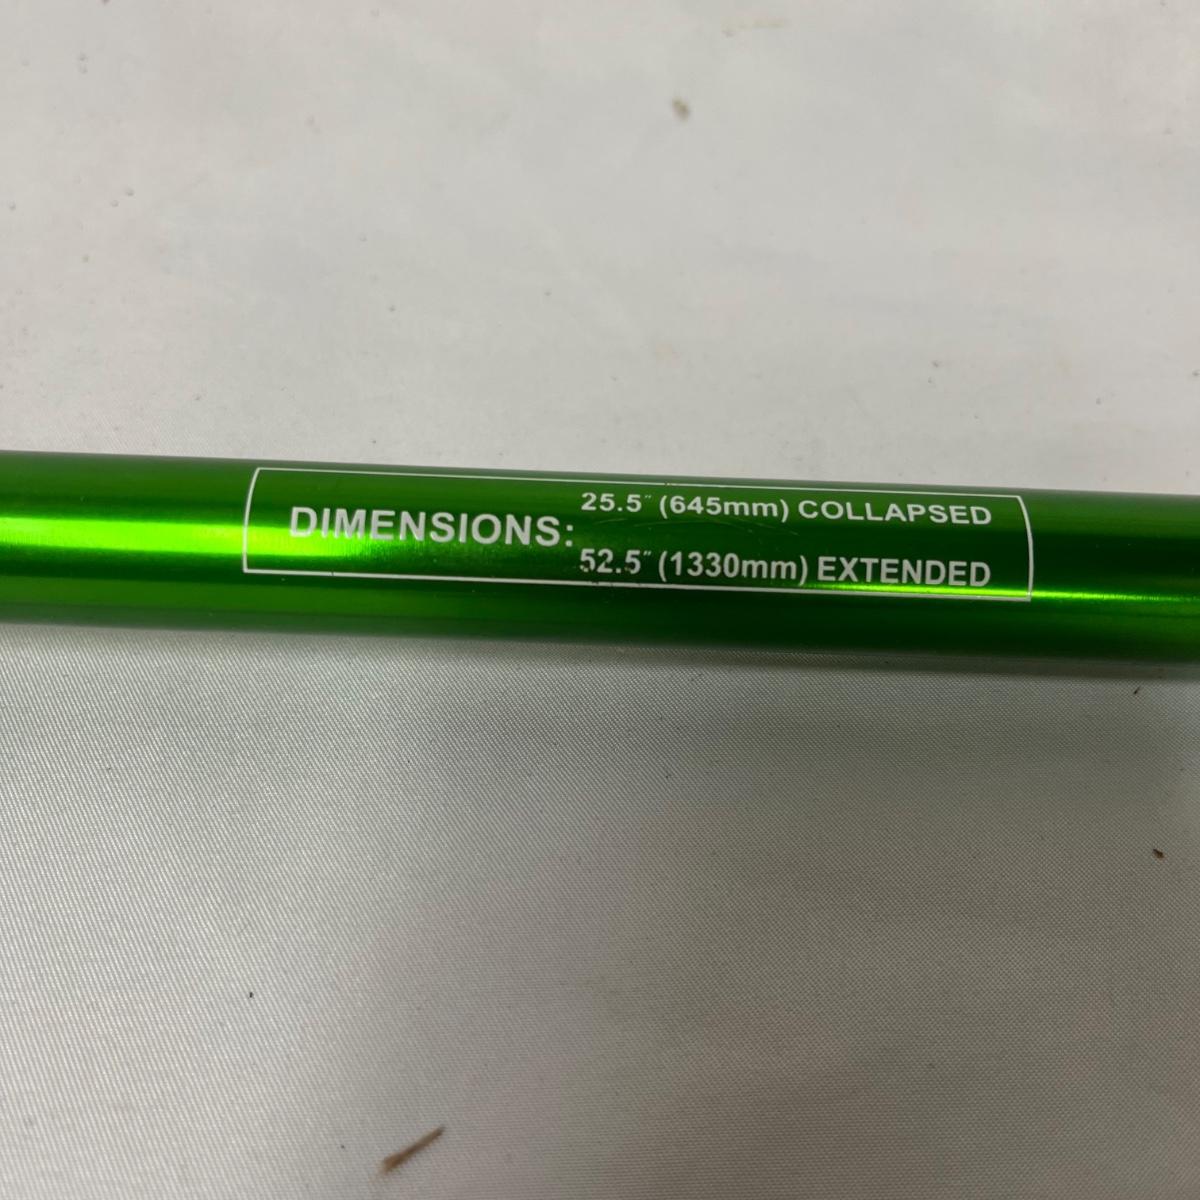 DIMENSIONS:
25.5" (645mm) COLLAPSED
52.5" (1330mm) EXTENDED